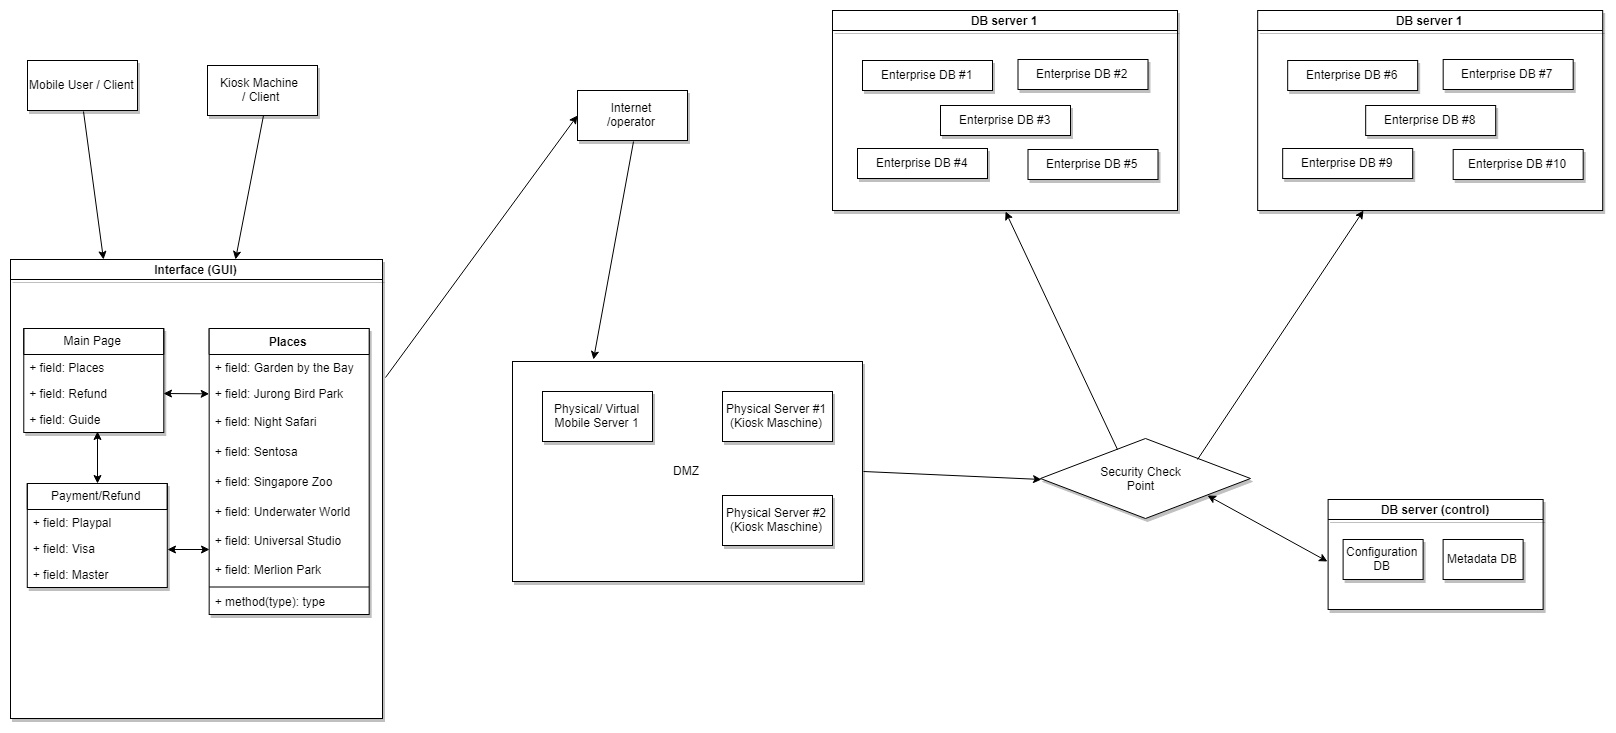 Mobile User / Client
Kiosk Machine
/ Client
Interface (GUI)
Main Page
+ field: Places
+ field: Refund
+ field: Guide
Payment/Refund
+ field: Playpal
+ field: Visa
+ field: Master
Places
+ field: Garden by the Bay
+ field: Jurong Bird Park
+ field: Night Safari
+ field: Sentosa
+ field: Singapore Zoo
+ field: Underwater World
+ field: Universal Studio
+ field: Merlion Park
+ method(type): type
Internet
/operator
Physical/ Virtual
Mobile Server 1
Physical Server #1
(Kiosk Maschine)
DMZ
Physical Server #2
(Kiosk Maschine)
DB server 1
Enterprise DB #1
Enterprise DB #2
Enterprise DB #3
Enterprise DB #4
Enterprise DB #5
DB server 1
Enterprise DB #6
Enterprise DB #7
Enterprise DB #8
Enterprise DB #9
Enterprise DB #10
Security Check
Point
DB server (control)
Configuration
DB
Metadata DB